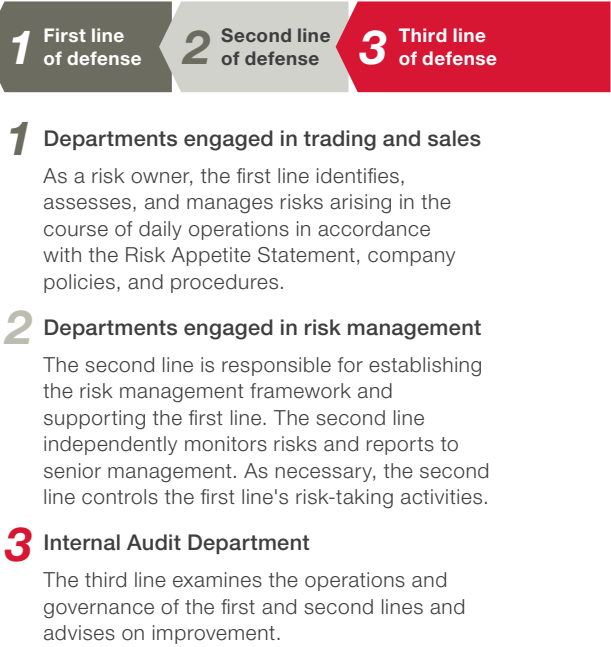 1 First line
of defense
2 Second line
of defense
3 Third line
of defense
1 Departments engaged in trading and sales
As a risk owner, the first line identifies,
assesses, and manages risks arising in the
course of daily operations in accordance
with the Risk Appetite Statement, company
policies, and procedures.
2 Departments engaged in risk management
The second line is responsible for establishing
the risk management framework and
supporting the first line. The second line
independently monitors risks and reports to
senior management. As necessary, the second
line controls the first line's risk-taking activities.
3 Internal Audit Department
The third line examines the operations and
governance of the first and second lines and
advises on improvement.